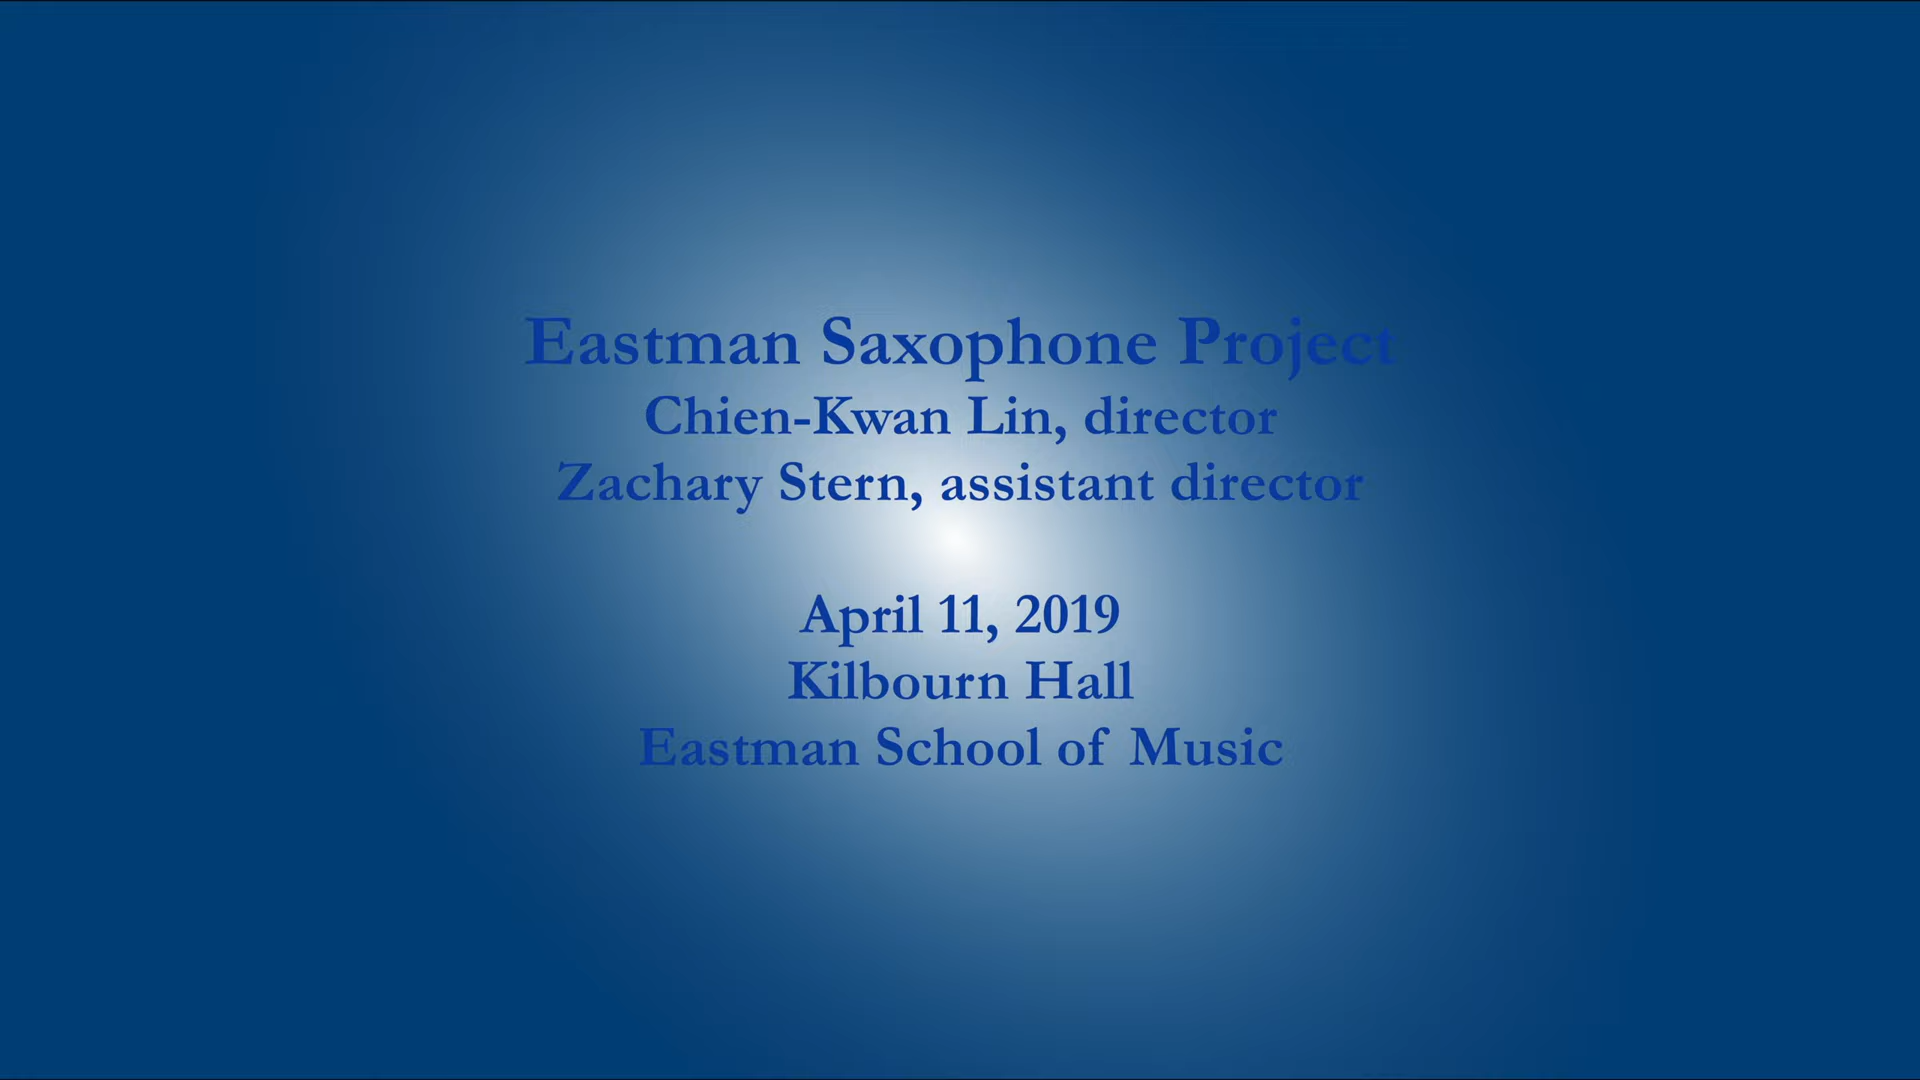 Eastman Saxophone Project
Chien-Kwan Lin, director
Zachary Stern, assistant director
April 11, 2019
Kilbourn Hall
Eastman School of Music